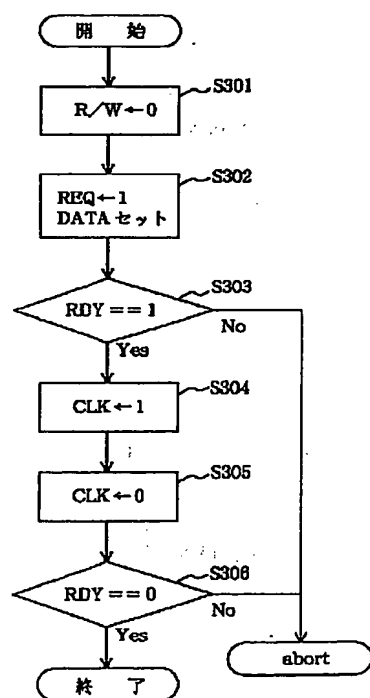 開 始
S301
R/W←0
S302
REQ←1
DATAセット
S303
RDY==1
No
Yes
S304
CLK←1
S305
CLK←0
S306
RDY==0
No
Yes
abort
終 了